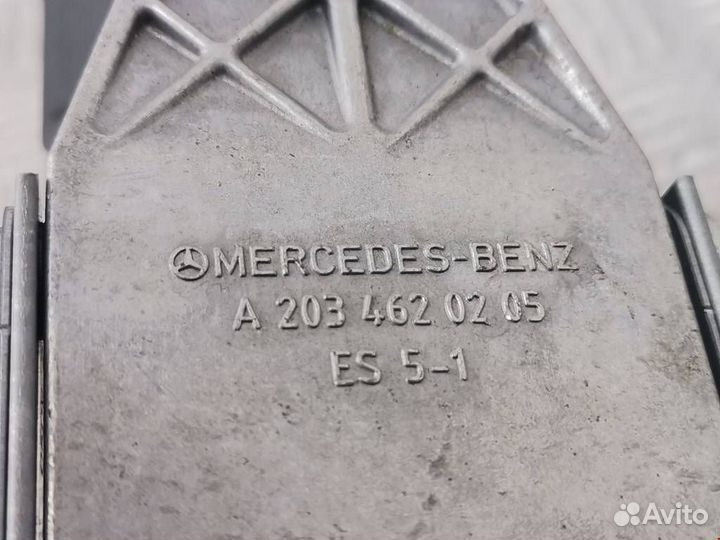 MERCEDES-BENZ
A 203 462 02 05
ES 5-1
Avito